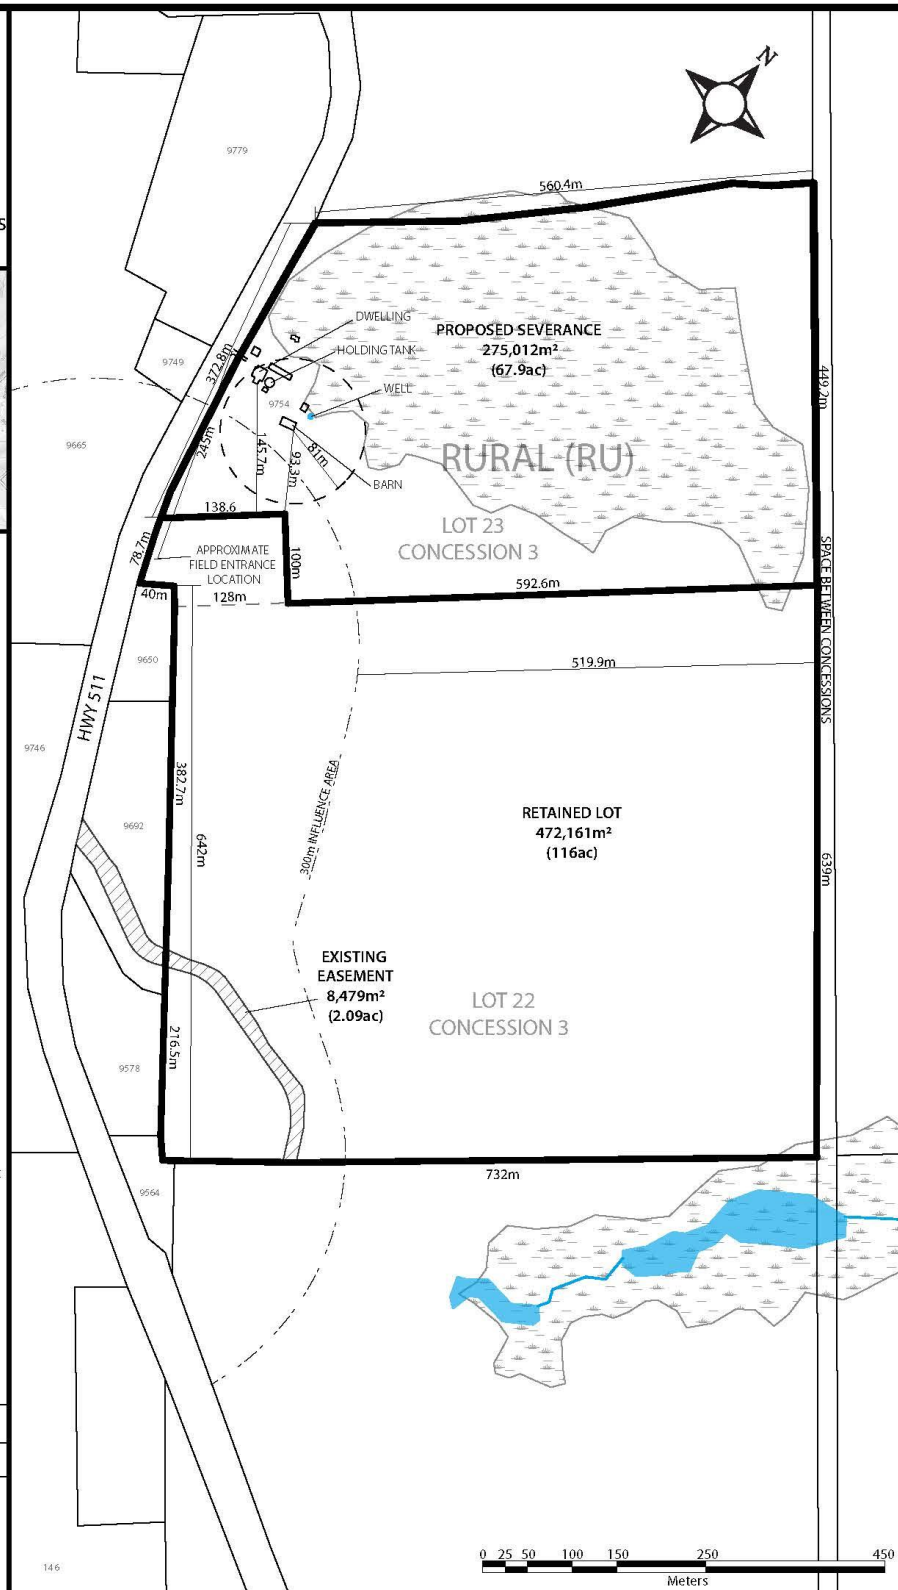 S
N
9779
560.4m
DWELLING
PROPOSED SEVERANCE
275,012m²
(67.9ac)
HOLDING TANK
9749
372.8m
449.2m
WELL
9754
9665
245m
145.7m
93.3m
81m
RURAL (RU)
BARN
138.6
LOT 23
CONCESSION 3
78.7m
APPROXIMATE
FIELD ENTRANCE
LOCATION
100m
592.6m
40m
128m
SPACE BETWEEN CONCESSIONS
9650
519.9m
HWY 511
9746
382.7m
300m INFLUENCE AREA
RETAINED LOT
472,161m²
(116ac)
9692
642m
639m
EXISTING
EASEMENT
8,479m²
(2.09ac)
LOT 22
CONCESSION 3
216.5m
9578
732m
9564
146
0 25 50 100 150 250 450
Meters